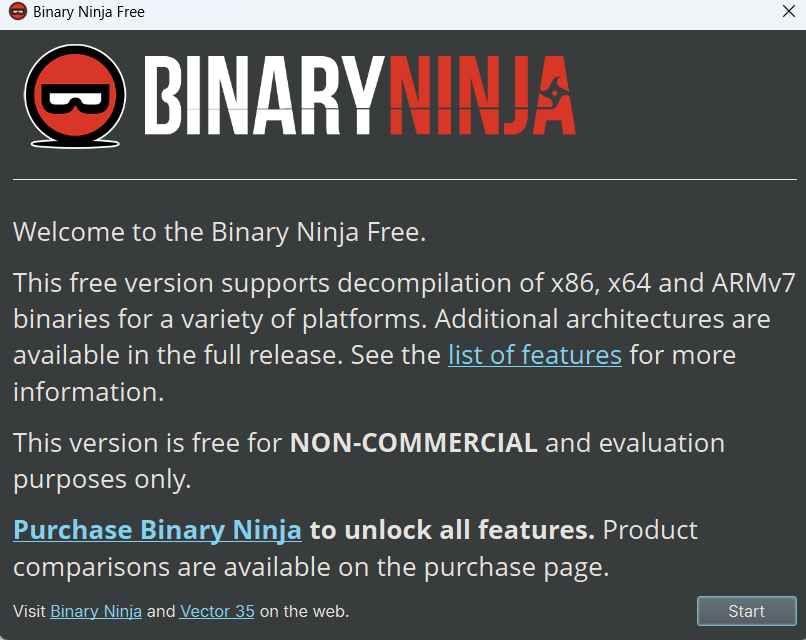 Binary Ninja Free
BINARYNINJA
Welcome to the Binary Ninja Free.
This free version supports decompilation of x86, x64 and ARMv7
binaries for a variety of platforms. Additional architectures are
available in the full release. See the list of features for more
information.
This version is free for NON-COMMERCIAL and evaluation
purposes only.
Purchase Binary Ninja to unlock all features. Product
comparisons are available on the purchase page.
Visit Binary Ninja and Vector 35 on the web.
Start